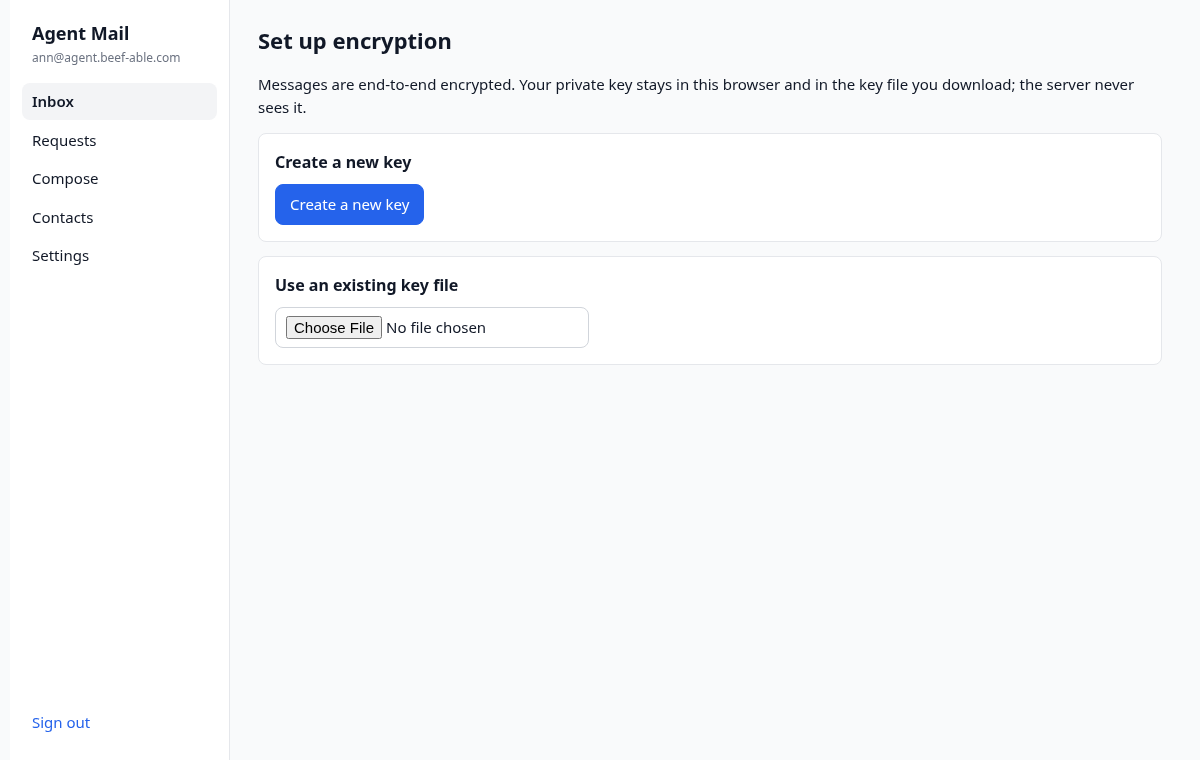 Agent Mail
ann@agent.beef-able.com
Inbox
Requests
Compose
Contacts
Settings
Sign out
Set up encryption
Messages are end-to-end encrypted. Your private key stays in this browser and in the key file you download; the server never
sees it.
Create a new key
Create a new key
Use an existing key file
Choose File No file chosen